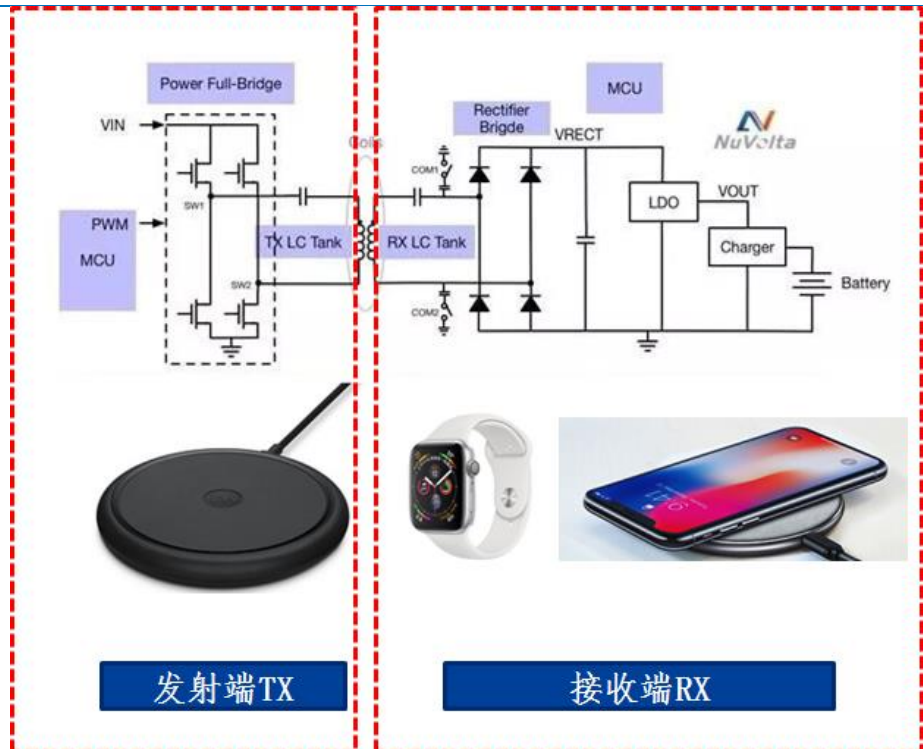 Power Full-Bridge
VIN
SW1
PWM
MCU
SW2
TX LC Tank
Coils
RX LC Tank
COM1
COM2
Rectifier
Brigde
VRECT
MCU
NuVolta
LDO
VOUT
Charger
Battery
发射端TX
接收端RX